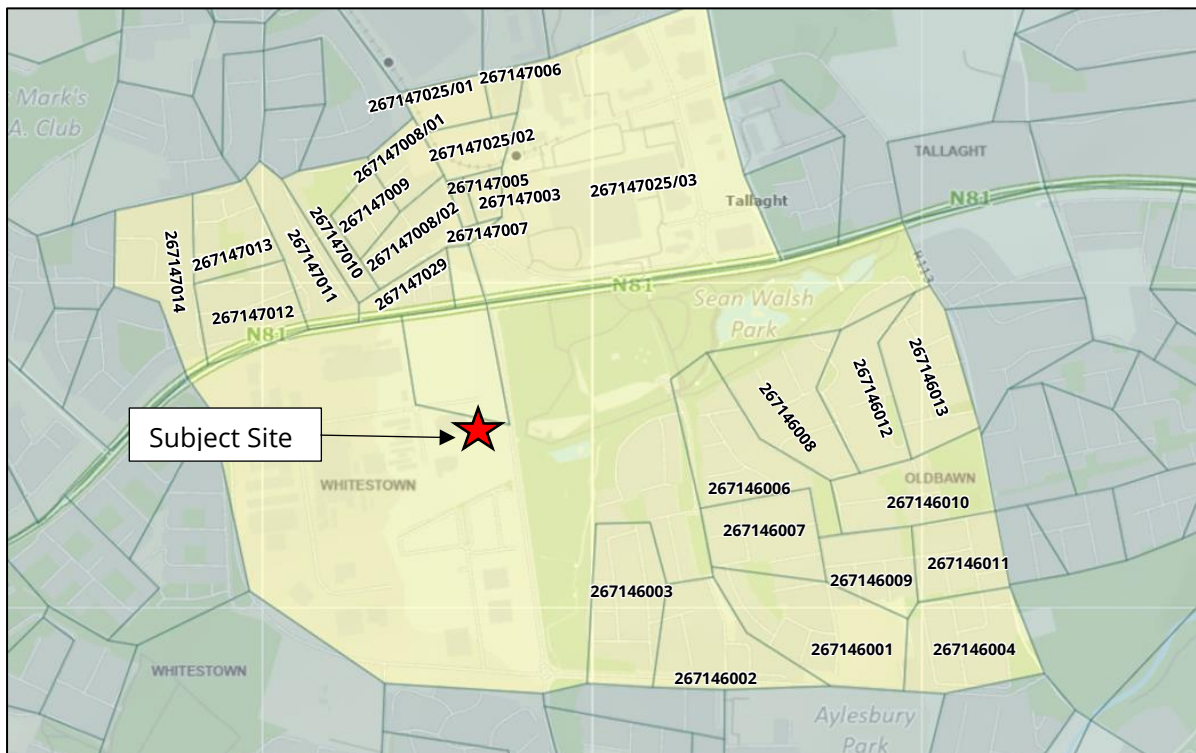 267147006
267147025/01
Mark's
A. Club
267147008/01
267147025/02
TALLAGHT
267147005
267147025/03
267147009
267147003
Tallaght
N81
267147008/02
267147007
267147010
267147014
267147013
267147011
267147029
N81
Sean Walsh
Park
267147012
N81
267146008
267146012
267146013
Subject Site
WHITESTOWN
OLDBAWN
267146006
267146010
267146007
267146011
267146009
267146003
267146001
267146004
WHITESTOWN
267146002
Aylesbury
Park